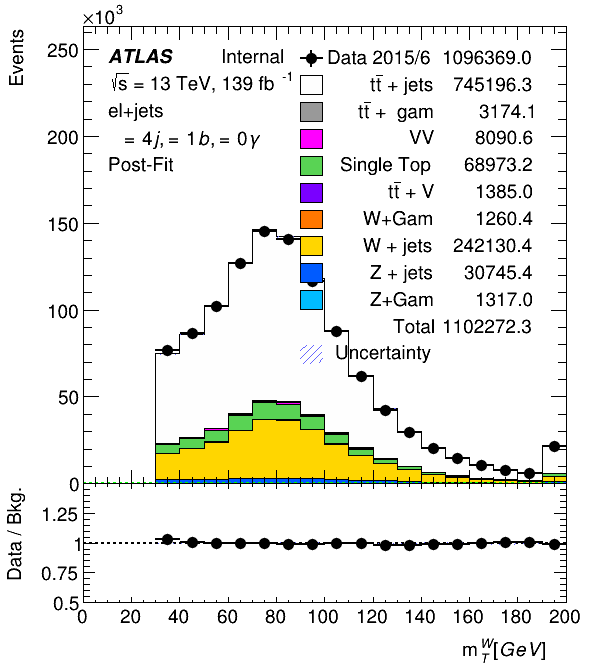 ×10³
Events
ATLAS Internal
√s = 13 TeV, 139 fb⁻¹
el+jets
= 4j, = 1b, = 0γ
Post-Fit
Data 2015/6 1096369.0
tt̅ + jets 745196.3
tt̅ + gam 3174.1
VV 8090.6
Single Top 68973.2
tt̅ + V 1385.0
W+Gam 1260.4
W + jets 242130.4
Z + jets 30745.4
Z+Gam 1317.0
Total 1102272.3
Uncertainty
250
200
150
100
50
0
Data / Bkg.
1.25
1
0.75
0.5
0 20 40 60 80 100 120 140 160 180 200
m_T^W[GeV]